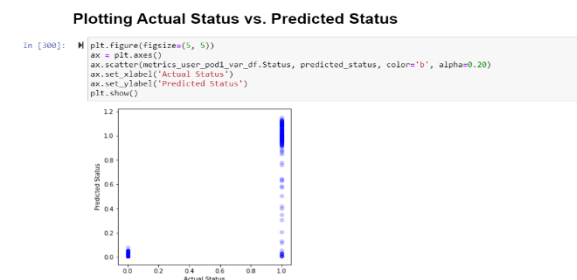 Plotting Actual Status vs. Predicted Status
In [300]:
plt.figure(figsize=(5, 5))
ax = plt.axes()
ax.scatter(metrics_user_pod1_var_df.Status, predicted_status, color='b', alpha=0.20)
ax.set_xlabel('Actual Status')
ax.set_ylabel('Predicted Status')
plt.show()
1.2
1.0
0.8
0.6
0.4
0.2
0.0
Predicted Status
0.0 0.2 0.4 0.6 0.8 1.0
Actual Status